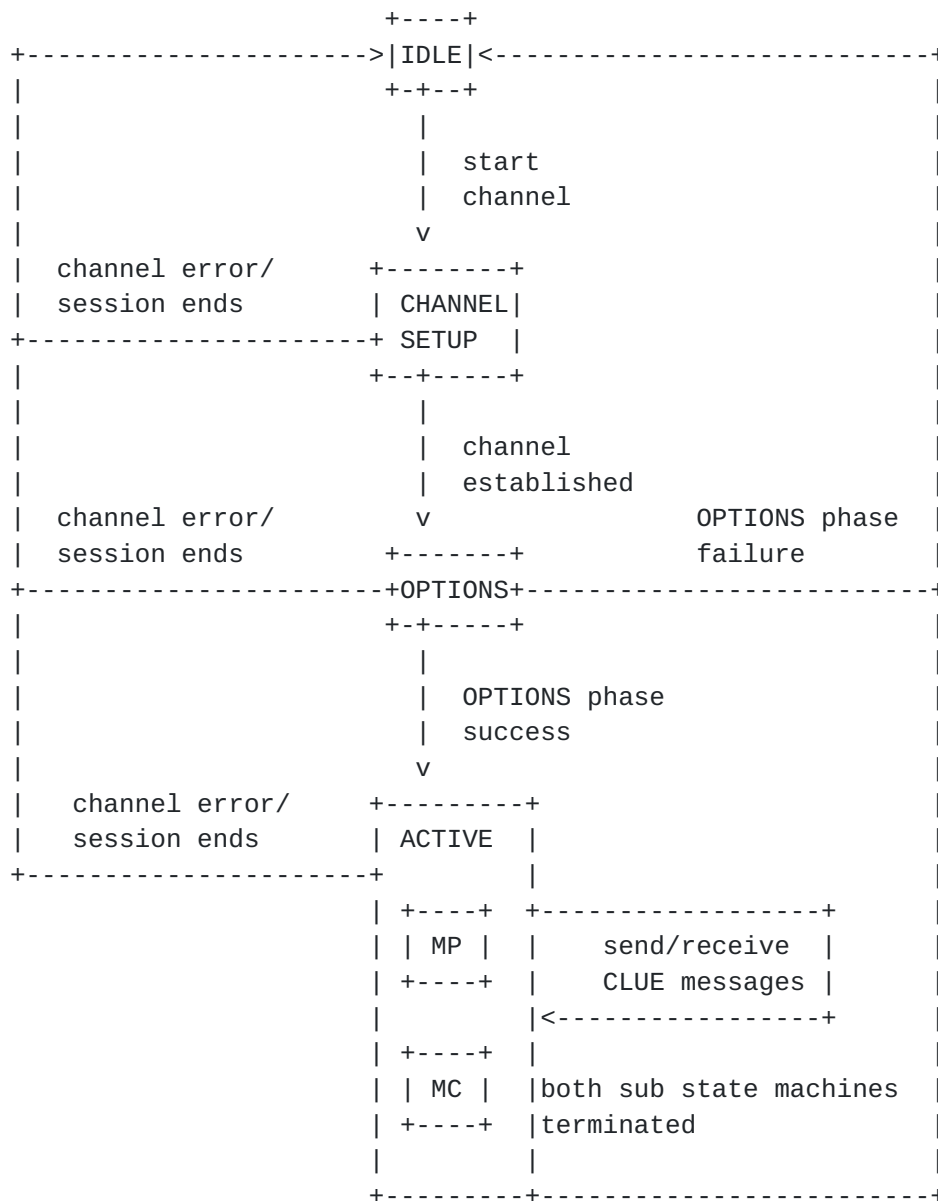 IDLE
start
channel
channel error/
session ends
CHANNEL
SETUP
channel
established
channel error/
session ends
OPTIONS phase
failure
OPTIONS
OPTIONS phase
success
channel error/
session ends
ACTIVE
MP
send/receive
CLUE messages
MC
both sub state machines
terminated